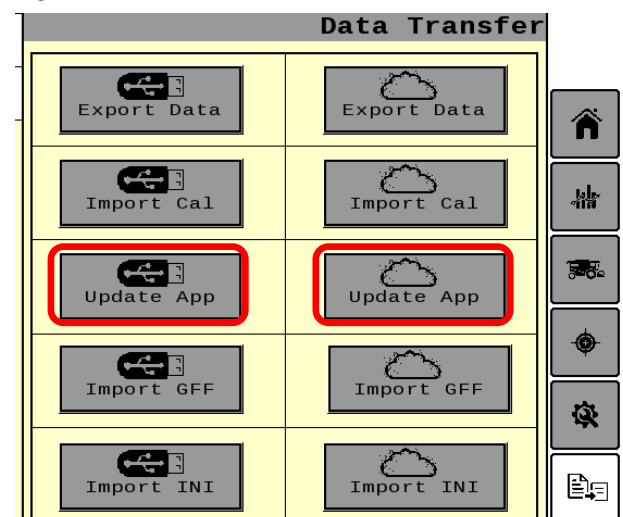 Data Transfer
Export Data Export Data
Import Cal Import Cal
Update App Update App
Import GFF Import GFF
Import INI Import INI